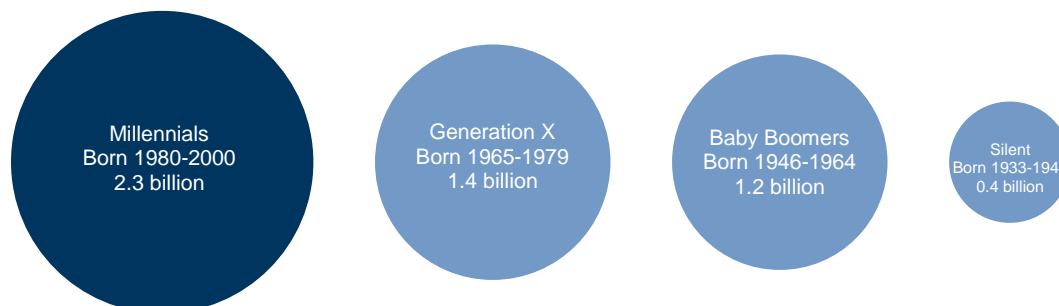 Millennials
Born 1980-2000
2.3 billion
Generation X
Born 1965-1979
1.4 billion
Baby Boomers
Born 1946-1964
1.2 billion
Silent
Born 1933-194
0.4 billion